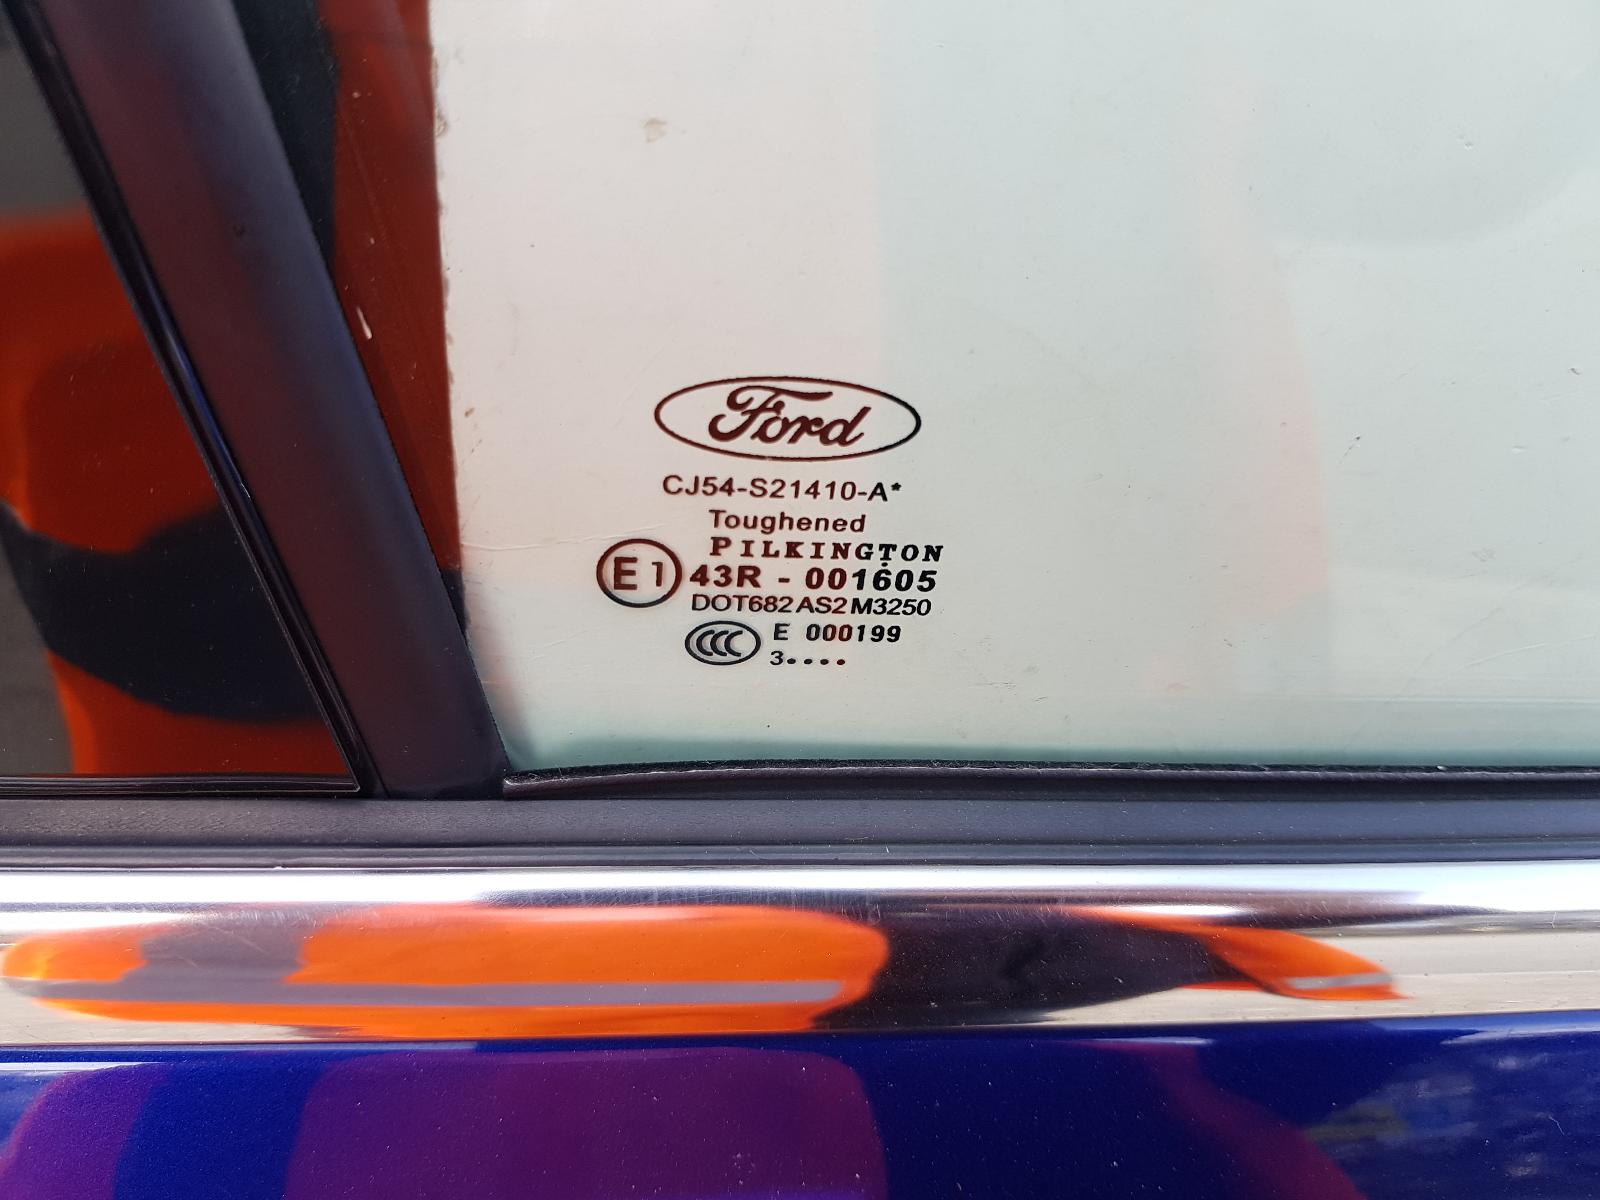 Ford
CJ54-S21410-A*
Toughened
PILKINGTON
E1 43R - 001605
DOT682 AS2 M3250
CCC E 000199
3••••